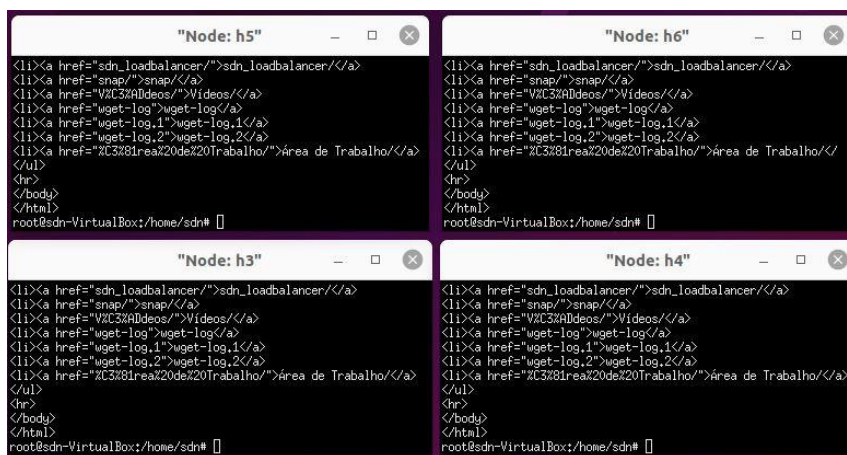 "Node: h5"
<li><a href="sdn_loadbalancer/">sdn_loadbalancer/</a>
<li><a href="snap/">snap/</a>
<li><a href="V%C3%ADdeos/">Vídeos/</a>
<li><a href="wget-log">wget-log</a>
<li><a href="wget-log.1">wget-log.1</a>
<li><a href="wget-log.2">wget-log.2</a>
<li><a href="%C3%81rea%20de%20Trabalho/">Área de Trabalho/</a>
</ul>
<hr>
</body>
</html>
root@sdn-VirtualBox:/home/sdn#
"Node: h6"
<li><a href="sdn_loadbalancer/">sdn_loadbalancer/</a>
<li><a href="snap/">snap/</a>
<li><a href="V%C3%ADdeos/">Vídeos/</a>
<li><a href="wget-log">wget-log</a>
<li><a href="wget-log.1">wget-log.1</a>
<li><a href="wget-log.2">wget-log.2</a>
<li><a href="%C3%81rea%20de%20Trabalho/">Área de Trabalho/</
</ul>
<hr>
</body>
</html>
root@sdn-VirtualBox:/home/sdn#
"Node: h3"
<li><a href="sdn_loadbalancer/">sdn_loadbalancer/</a>
<li><a href="snap/">snap/</a>
<li><a href="V%C3%ADdeos/">Vídeos/</a>
<li><a href="wget-log">wget-log</a>
<li><a href="wget-log.1">wget-log.1</a>
<li><a href="wget-log.2">wget-log.2</a>
<li><a href="%C3%81rea%20de%20Trabalho/">Área de Trabalho/</a>
</ul>
<hr>
</body>
</html>
root@sdn-VirtualBox:/home/sdn#
"Node: h4"
<li><a href="sdn_loadbalancer/">sdn_loadbalancer/</a>
<li><a href="snap/">snap/</a>
<li><a href="V%C3%ADdeos/">Vídeos/</a>
<li><a href="wget-log">wget-log</a>
<li><a href="wget-log.1">wget-log.1</a>
<li><a href="wget-log.2">wget-log.2</a>
<li><a href="%C3%81rea%20de%20Trabalho/">Área de Trabalho/</a>
</ul>
<hr>
</body>
</html>
root@sdn-VirtualBox:/home/sdn#